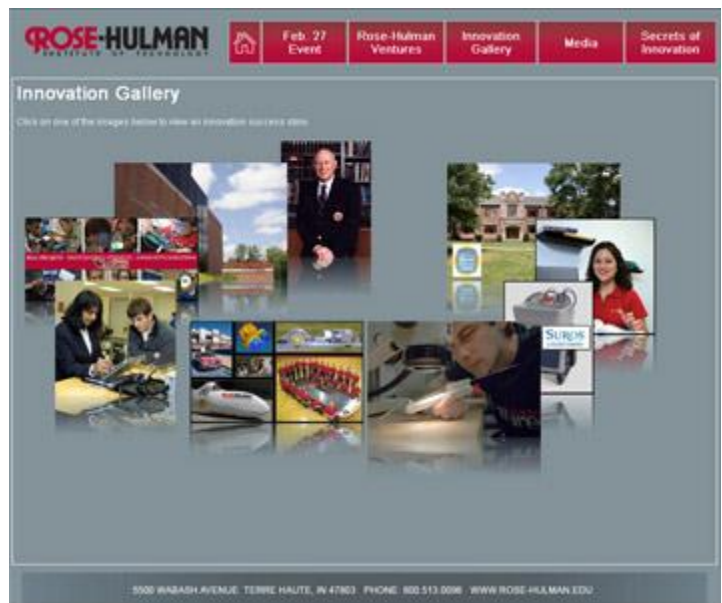 ROSE-HULMAN
INSTITUTE OF TECHNOLOGY
Feb. 27
Event
Rose-Hulman
Ventures
Innovation
Gallery
Media
Secrets of
Innovation
Innovation Gallery
Click on one of the images below to view an innovation success story.
SUROS
ROSE-HULMAN
5500 WABASH AVENUE TERRE HAUTE, IN 47803 PHONE: 800.513.0096 WWW.ROSE-HULMAN.EDU